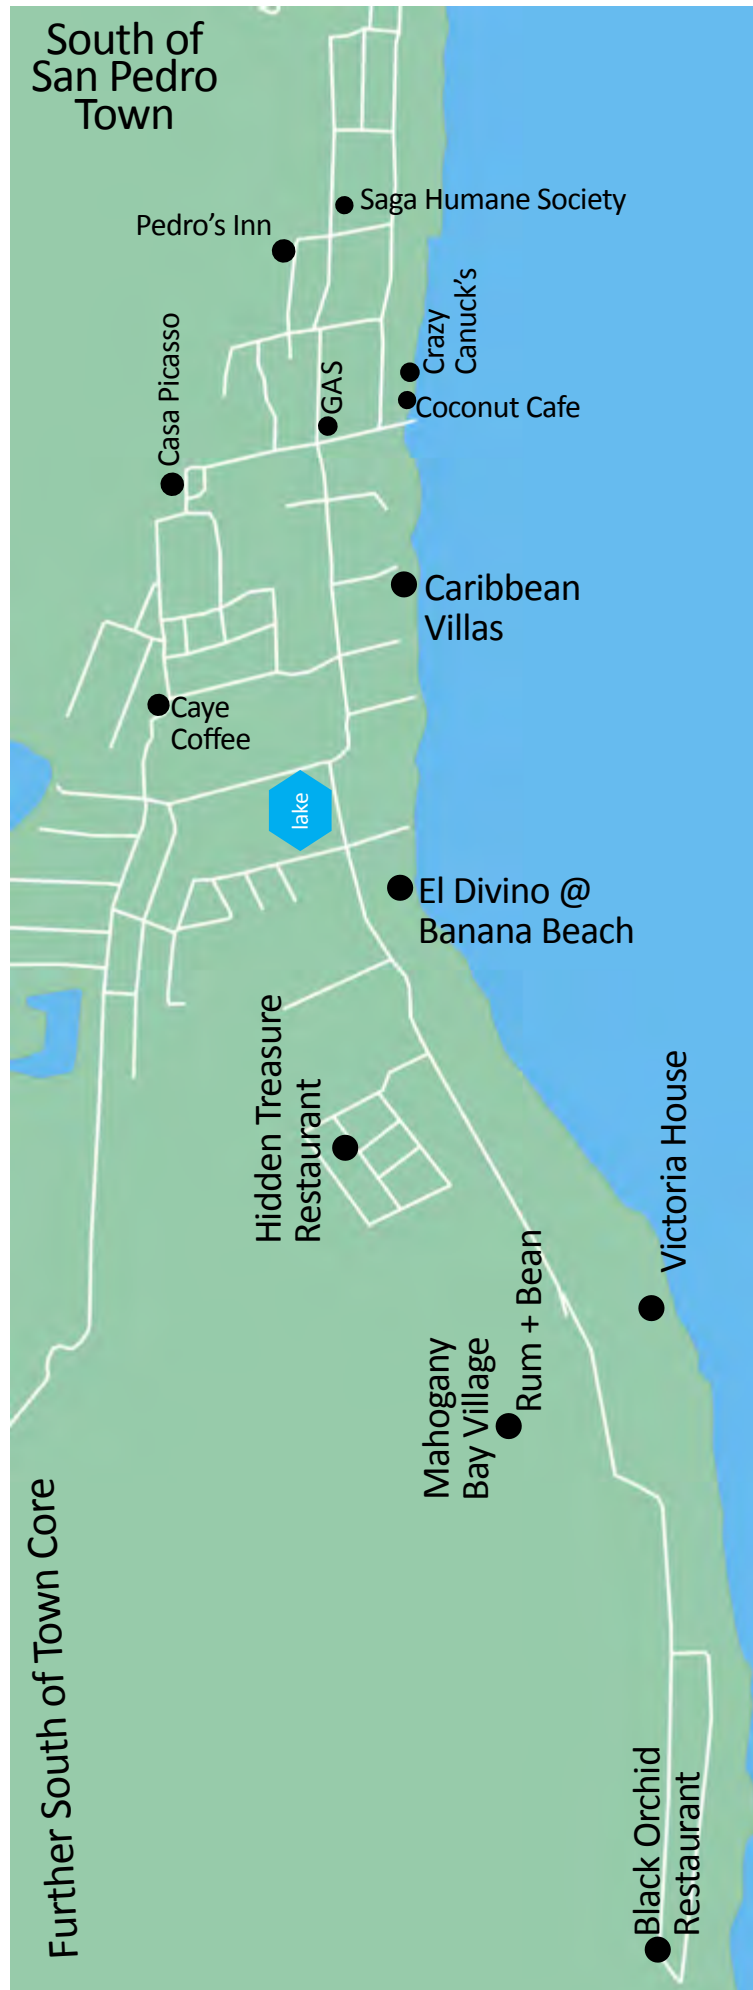 South of
San Pedro
Town
Saga Humane Society
Pedro's Inn
Crazy
Canuck's
Casa Picasso
GAS
Coconut Cafe
Caribbean
Villas
Caye
Coffee
lake
El Divino @
Banana Beach
Hidden Treasure
Restaurant
Victoria House
Rum + Bean
Mahogany
Bay Village
Further South of Town Core
Black Orchid
Restaurant